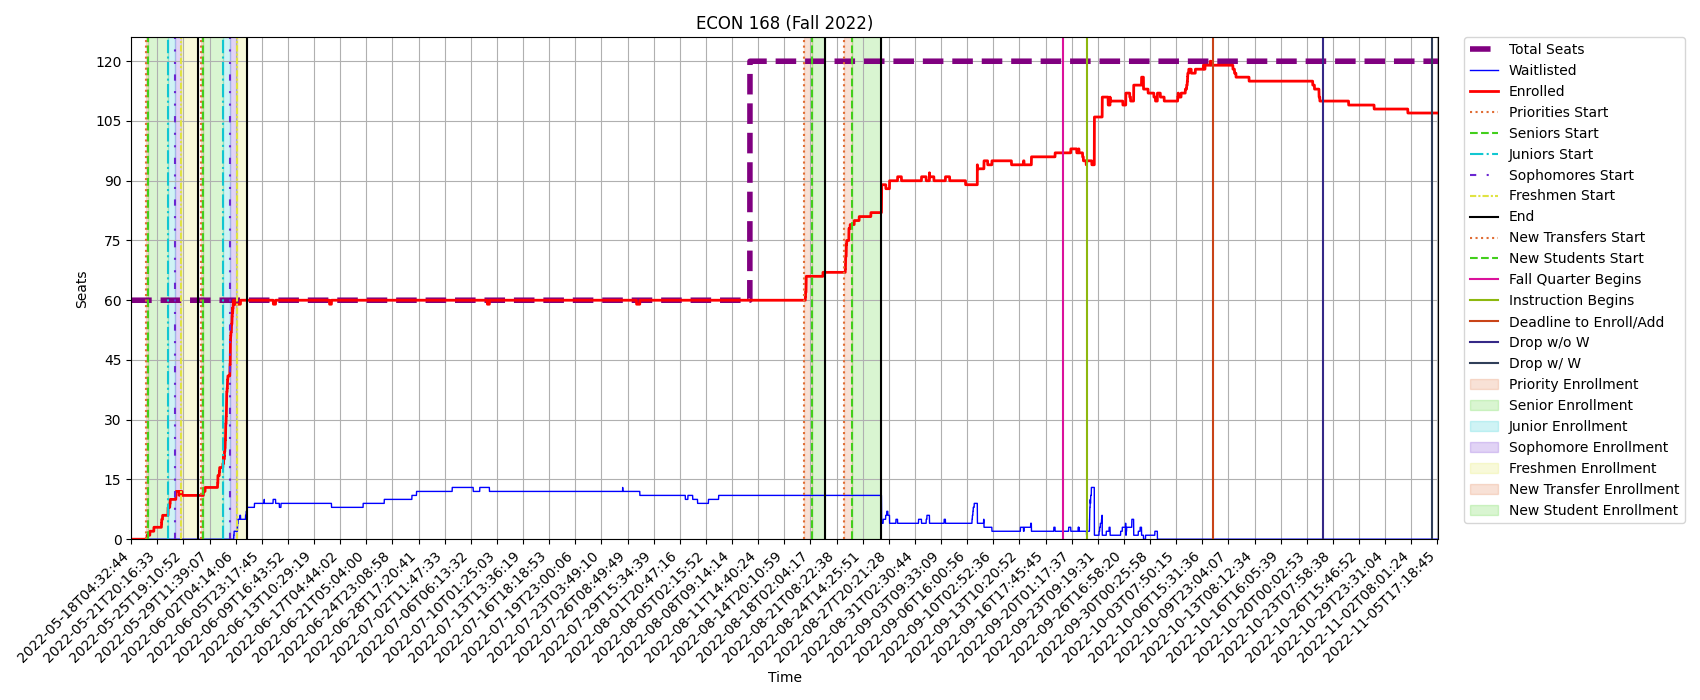 ECON 168 (Fall 2022)
Seats
120
105
90
75
60
45
30
15
0
2022-05-18T04:32:44
2022-05-21T20:16:33
2022-05-25T19:10:52
2022-05-29T11:39:07
2022-06-02T04:14:06
2022-06-05T23:17:45
2022-06-09T16:43:52
2022-06-13T10:29:19
2022-06-17T04:44:02
2022-06-21T05:04:00
2022-06-24T23:08:58
2022-06-28T17:20:41
2022-07-02T11:47:33
2022-07-06T06:13:32
2022-07-10T01:25:03
2022-07-13T13:36:19
2022-07-16T18:18:53
2022-07-19T23:00:06
2022-07-23T03:49:10
2022-07-26T08:49:49
2022-07-29T15:34:39
2022-08-01T20:47:16
2022-08-05T02:15:52
2022-08-08T09:14:14
2022-08-11T14:40:24
2022-08-14T20:10:59
2022-08-18T02:04:17
2022-08-21T08:22:38
2022-08-24T14:25:51
2022-08-27T20:21:28
2022-08-31T02:30:44
2022-09-03T09:33:09
2022-09-06T16:00:56
2022-09-10T02:52:36
2022-09-13T10:20:52
2022-09-16T17:45:45
2022-09-20T01:17:37
2022-09-23T09:19:31
2022-09-26T16:58:20
2022-09-30T00:25:58
2022-10-03T07:50:15
2022-10-06T15:31:36
2022-10-09T23:04:07
2022-10-13T08:12:34
2022-10-16T16:05:39
2022-10-20T00:02:53
2022-10-23T07:58:38
2022-10-26T15:46:52
2022-10-29T23:31:04
2022-11-02T08:01:24
2022-11-05T17:18:45
Time
Total Seats
Waitlisted
Enrolled
Priorities Start
Seniors Start
Juniors Start
Sophomores Start
Freshmen Start
End
New Transfers Start
New Students Start
Fall Quarter Begins
Instruction Begins
Deadline to Enroll/Add
Drop w/o W
Drop w/ W
Priority Enrollment
Senior Enrollment
Junior Enrollment
Sophomore Enrollment
Freshmen Enrollment
New Transfer Enrollment
New Student Enrollment